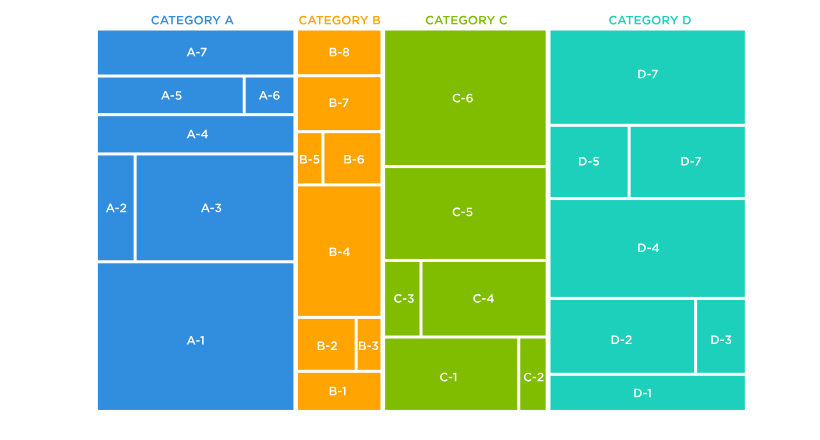 CATEGORY A
CATEGORY B
CATEGORY C
CATEGORY D
A-7
A-5
A-6
A-4
A-2
A-3
A-1
B-8
B-7
B-5
B-6
B-4
B-2
B-3
B-1
C-6
C-5
C-3
C-4
C-1
C-2
D-7
D-5
D-7
D-4
D-2
D-3
D-1